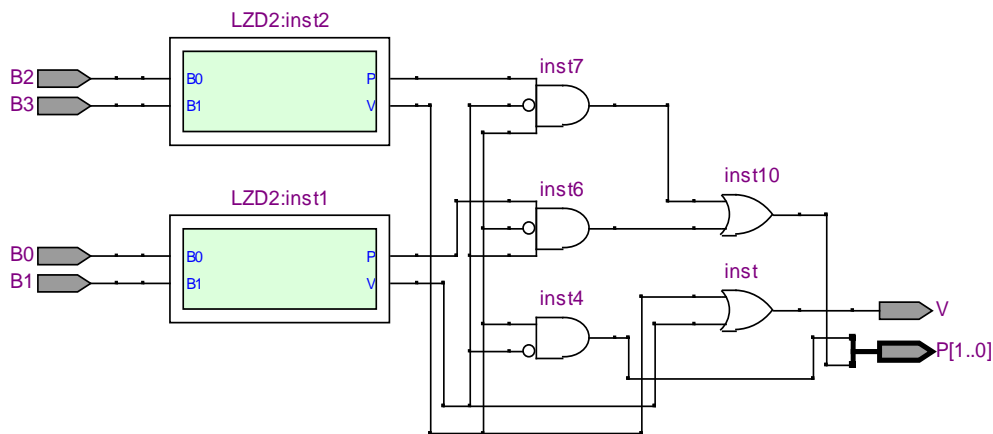 LZD2:inst2
B2
B3
B0
B1
P
V
inst7
LZD2:inst1
B0
B1
B0
B1
P
V
inst6
inst10
inst4
inst
V
P[1..0]